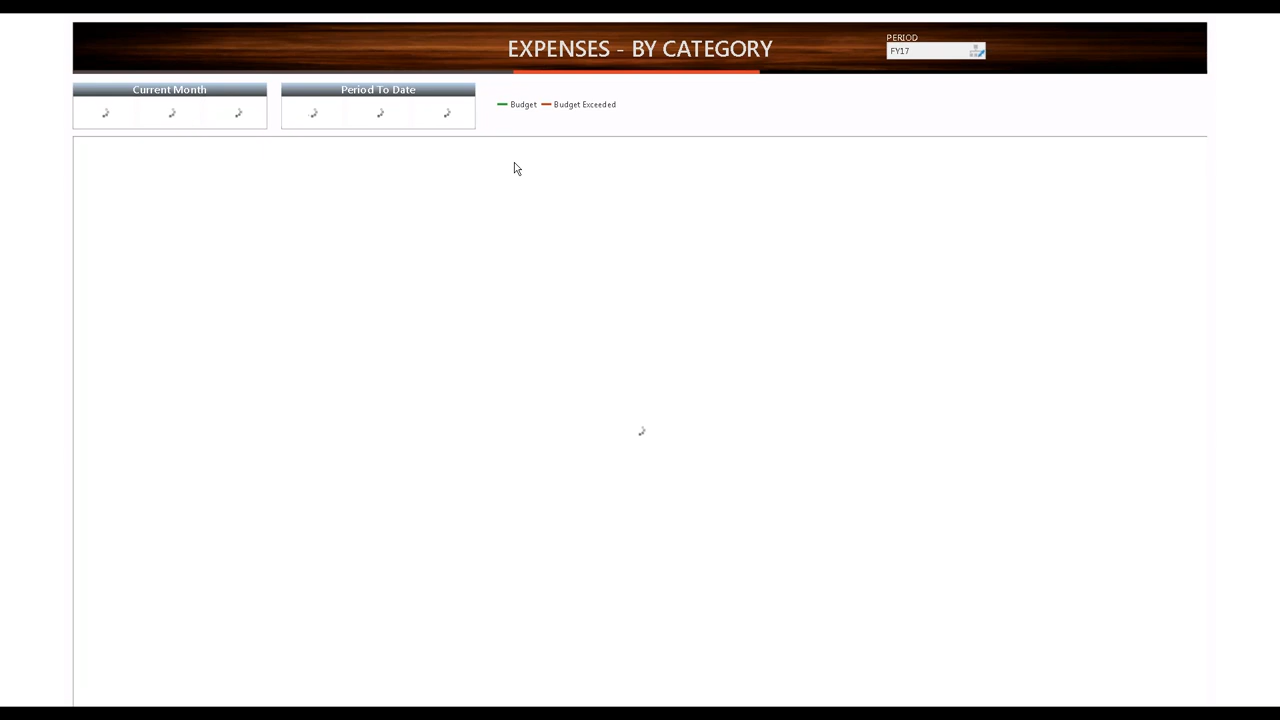 EXPENSES - BY CATEGORY
PERIOD
FY17
Current Month
Period To Date
Budget
Budget Exceeded